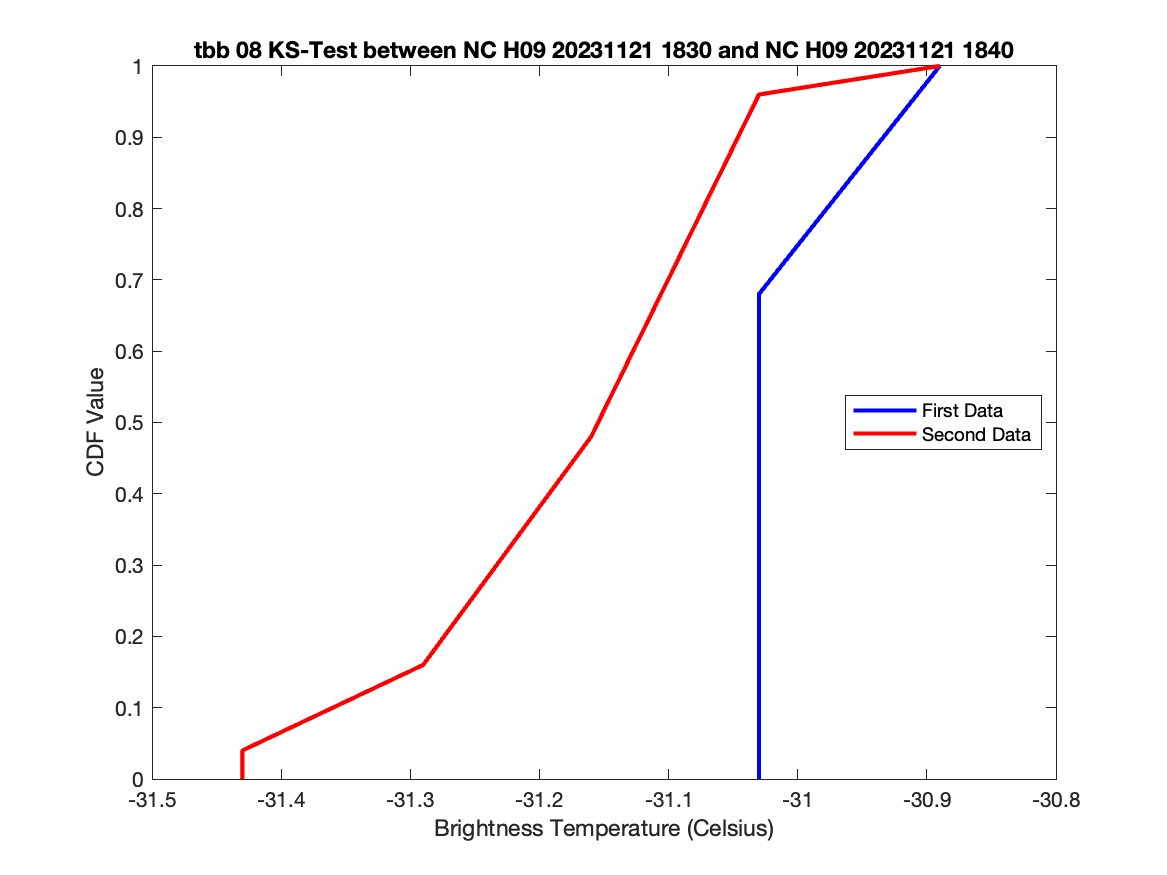 tbb 08 KS-Test between NC H09 20231121 1830 and NC H09 20231121 1840
1
0.9
0.8
0.7
0.6
0.5
0.4
0.3
0.2
0.1
0
CDF Value
First Data
Second Data
-31.5 -31.4 -31.3 -31.2 -31.1 -31 -30.9 -30.8
Brightness Temperature (Celsius)